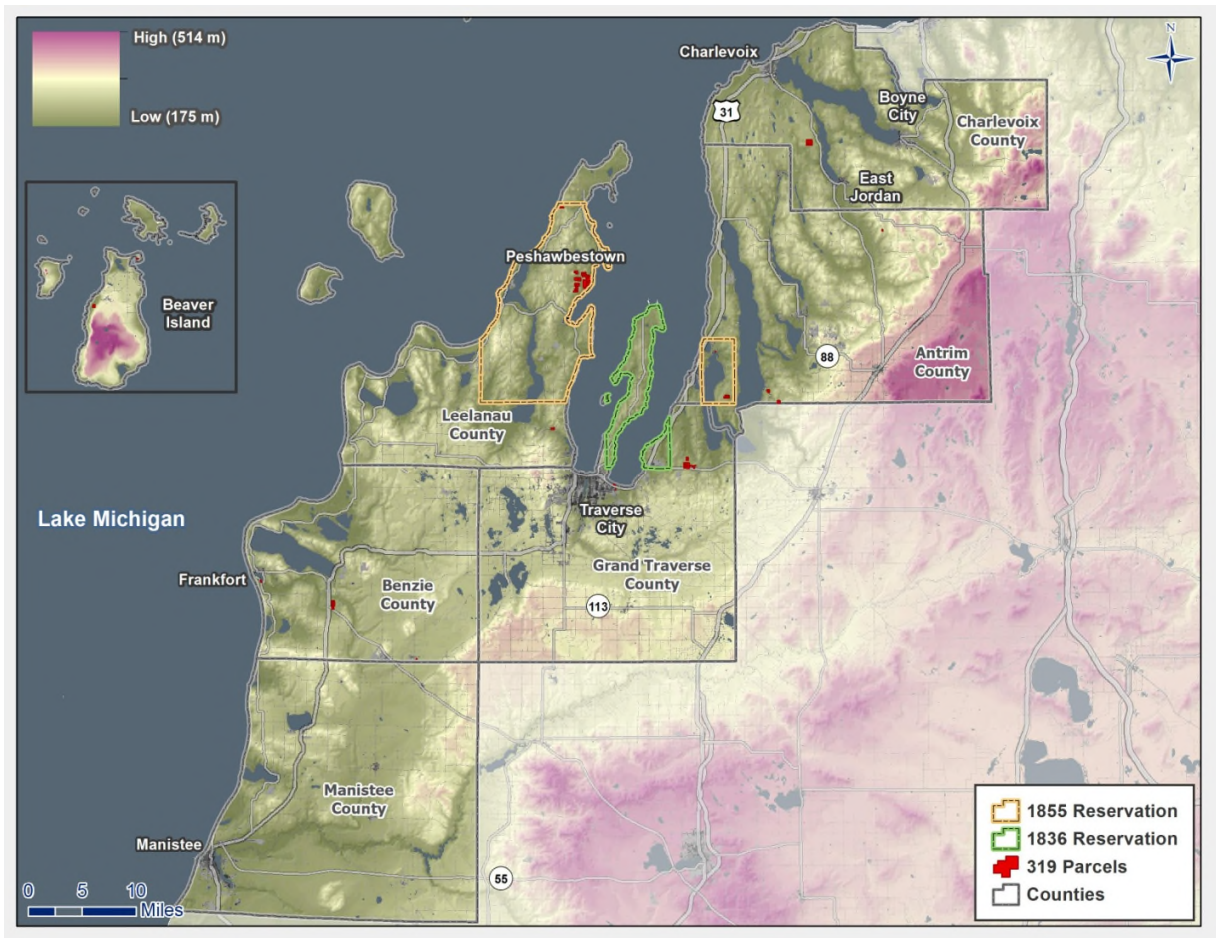 High (514 m)
Low (175 m)
N
Charlevoix
31
Boyne
City
Charlevoix
County
East
Jordan
Peshawbestown
Beaver
Island
88
Antrim
County
Leelanau
County
Lake Michigan
Traverse
City
Frankfort
Benzie
County
Grand Traverse
County
113
Manistee
County
Manistee
55
0 5 10
Miles
1855 Reservation
1836 Reservation
319 Parcels
Counties